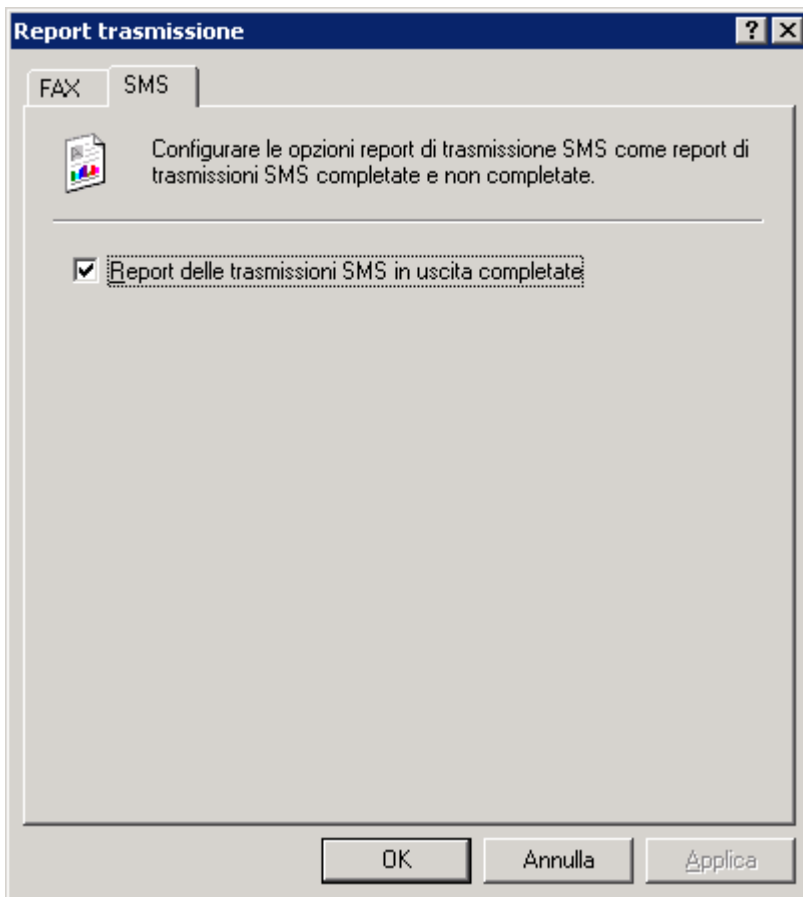 Report trasmissione
FAX
SMS
Configurare le opzioni report di trasmissione SMS come report di
trasmissioni SMS completate e non completate.
Report delle trasmissioni SMS in uscita completate
OK
Annulla
Applica